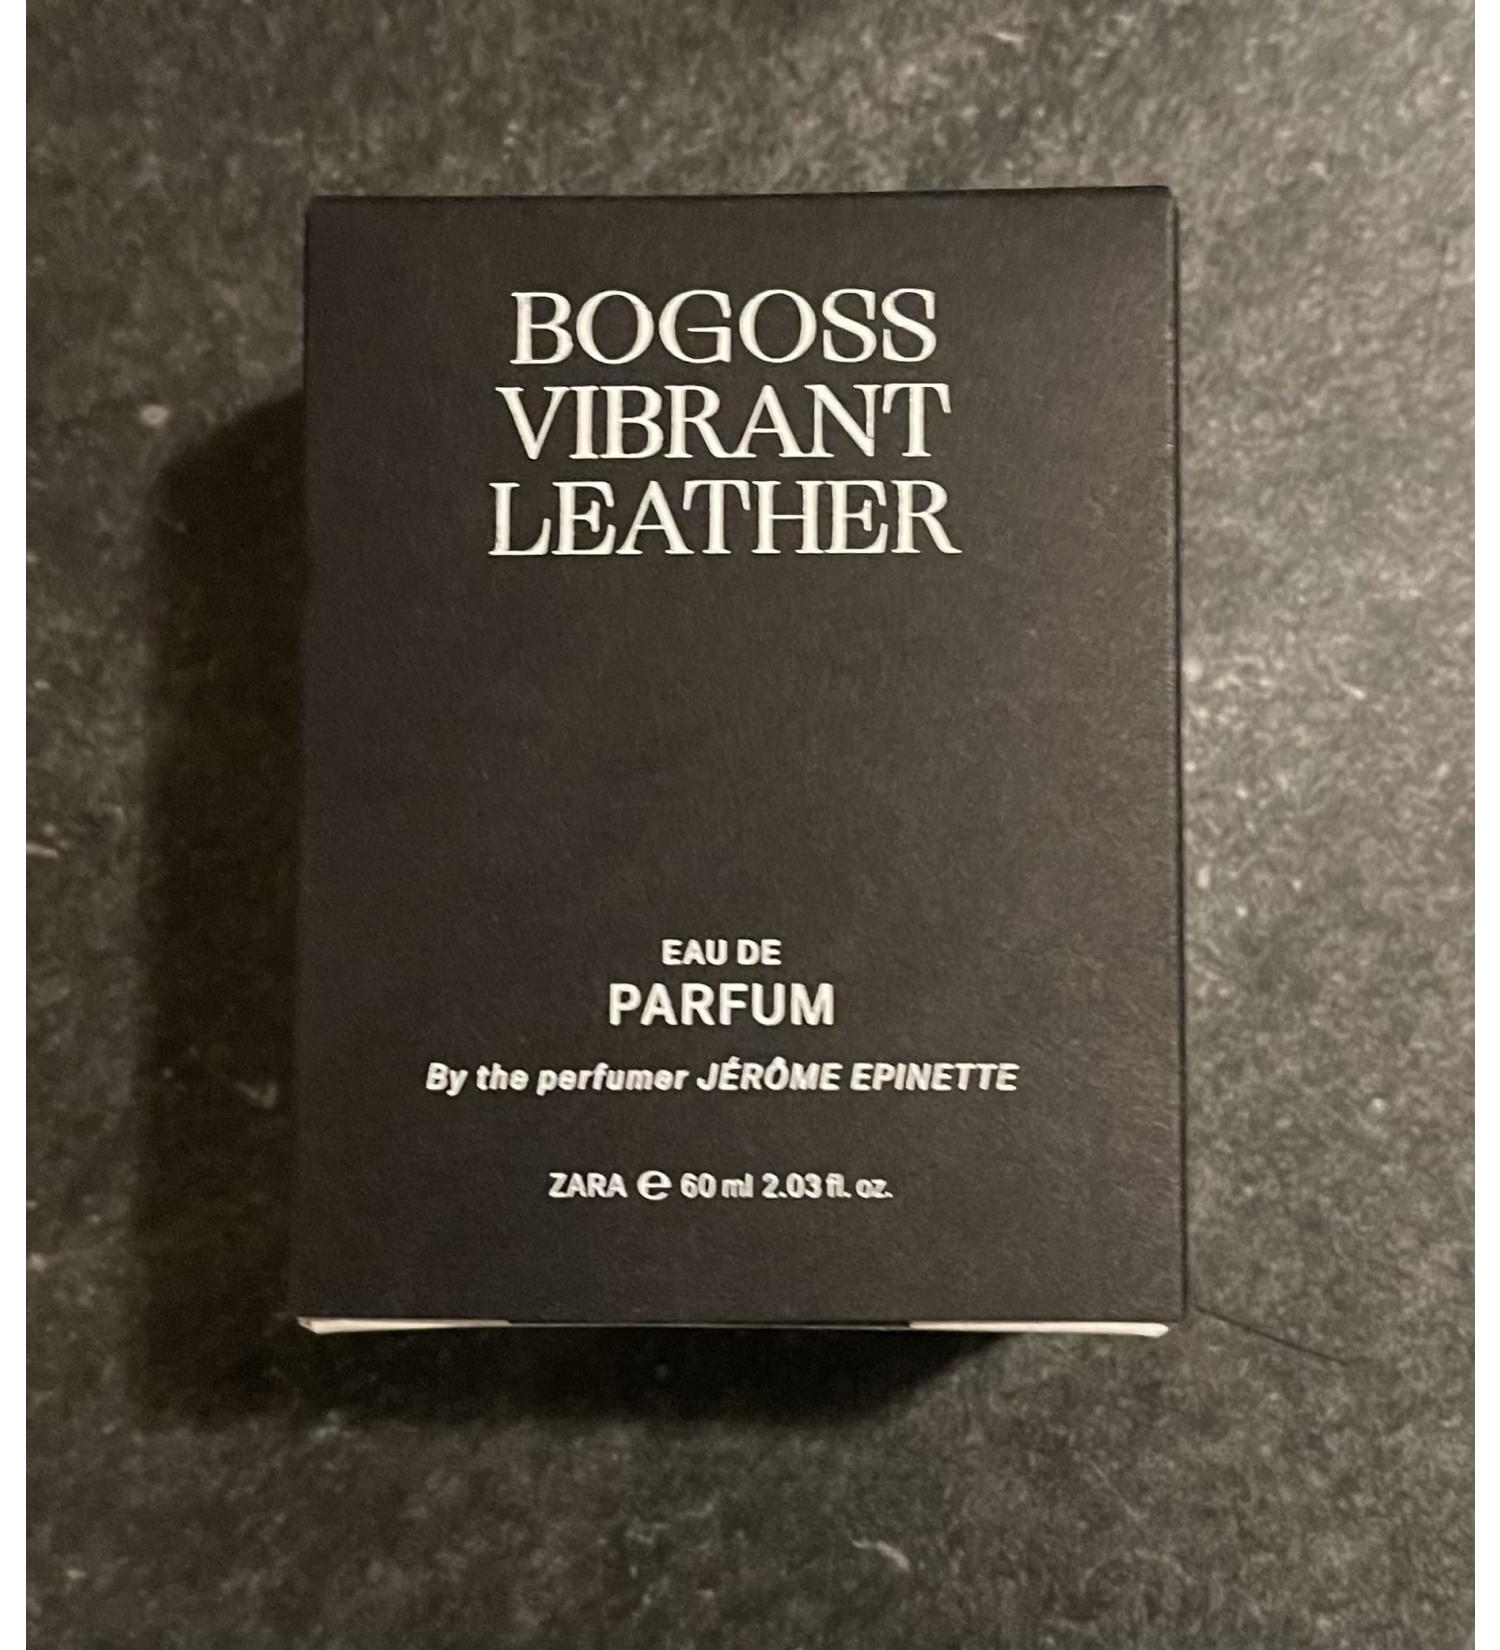 BOGOSS
VIBRANT
LEATHER
EAU DE
PARFUM
By the perfumer JÉRÔME EPINETTE
ZARA ℮ 60 ml 2.03 fl. oz.